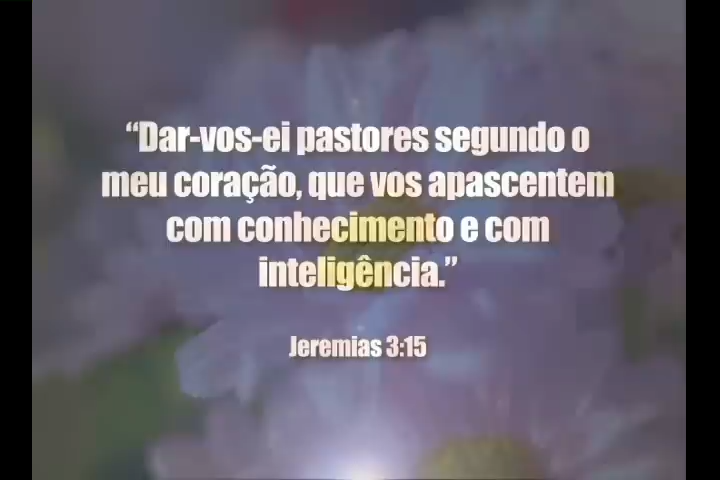 “Dar-vos-ei pastores segundo o
meu coração, que vos apascentem
com conhecimento e com
inteligência.”
Jeremias 3:15